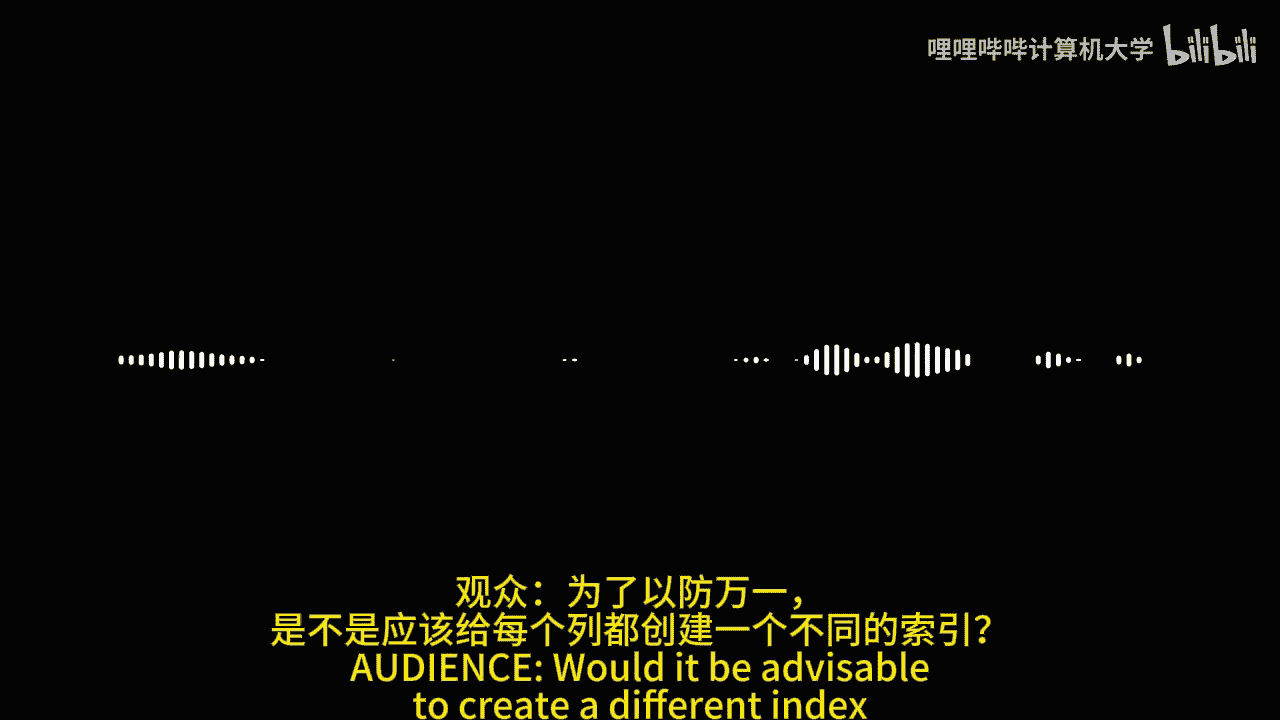 哩哩哔哔计算机大学 bilibili
观众：为了以防万一，
是不是应该给每个列都创建一个不同的索引？
AUDIENCE: Would it be advisable
to create a different index